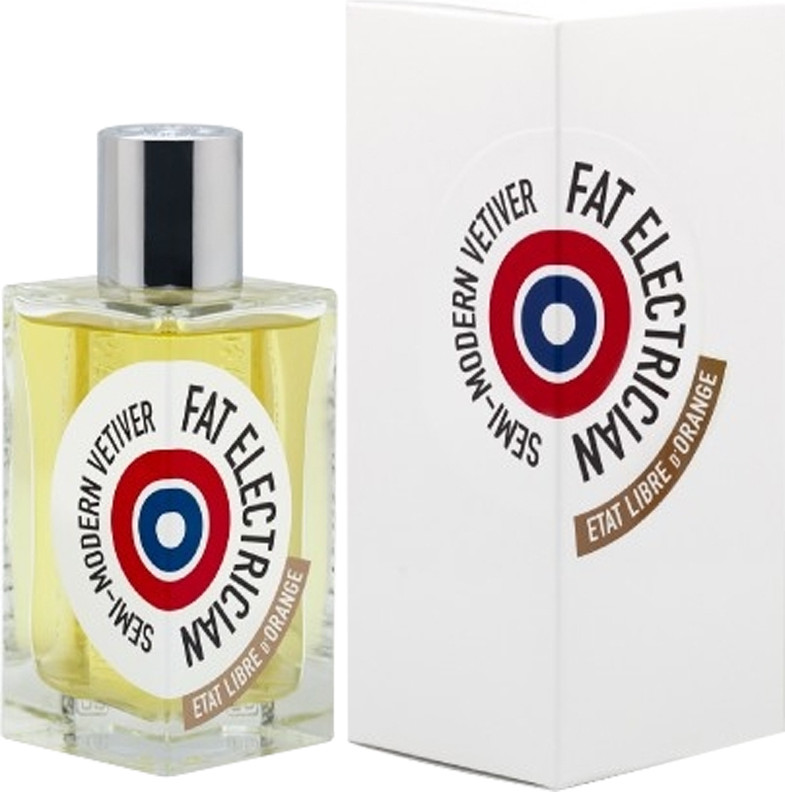 SEMI-MODERN VETIVER
FAT ELECTRICIAN
ETAT LIBRE D'ORANGE
SEMI-MODERN VETIVER
FAT ELECTRICIAN
ETAT LIBRE D'ORANGE